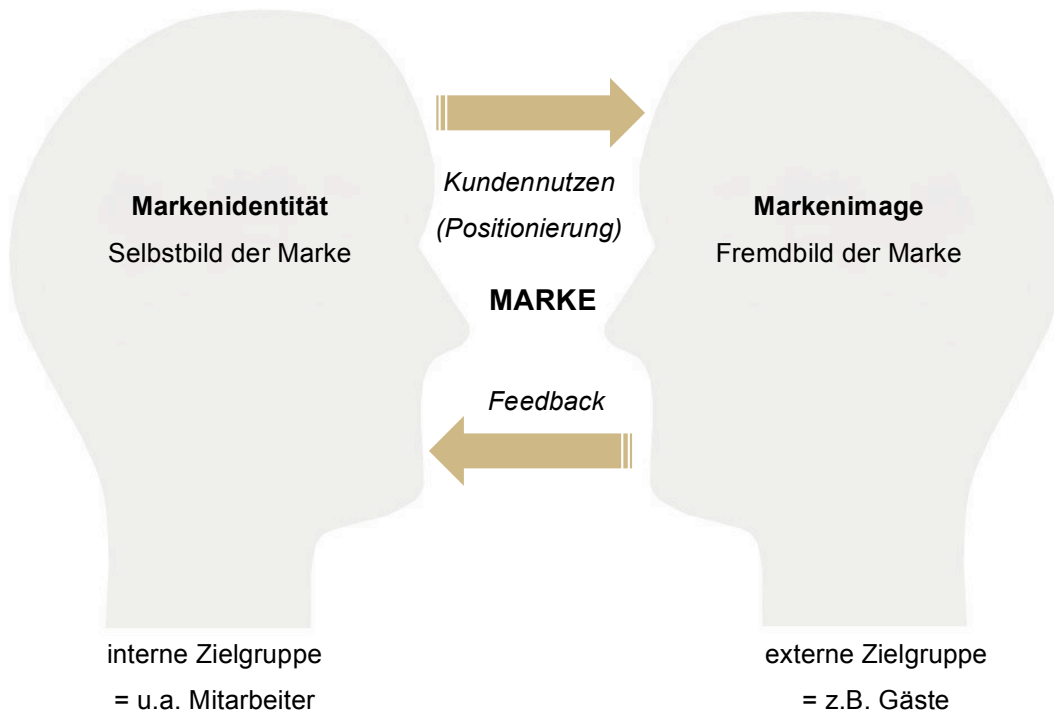 Kundennutzen
(Positionierung)
Markenidentität
Selbstbild der Marke
Markenimage
Fremdbild der Marke
MARKE
Feedback
interne Zielgruppe
= u.a. Mitarbeiter
externe Zielgruppe
= z.B. Gäste